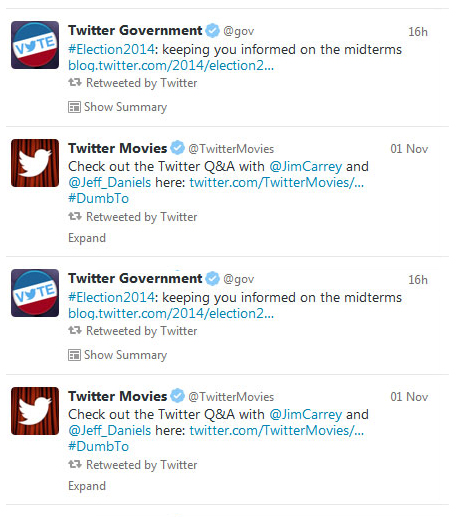 VOTE Twitter Government @gov 16h
#Election2014: keeping you informed on the midterms
blog.twitter.com/2014/election2...
Retweeted by Twitter
Show Summary
Twitter Movies @TwitterMovies 01 Nov
Check out the Twitter Q&A with @JimCarrey and
@Jeff_Daniels here: twitter.com/TwitterMovies/...
#DumbTo
Retweeted by Twitter
Expand
VOTE Twitter Government @gov 16h
#Election2014: keeping you informed on the midterms
blog.twitter.com/2014/election2...
Retweeted by Twitter
Show Summary
Twitter Movies @TwitterMovies 01 Nov
Check out the Twitter Q&A with @JimCarrey and
@Jeff_Daniels here: twitter.com/TwitterMovies/...
#DumbTo
Retweeted by Twitter
Expand